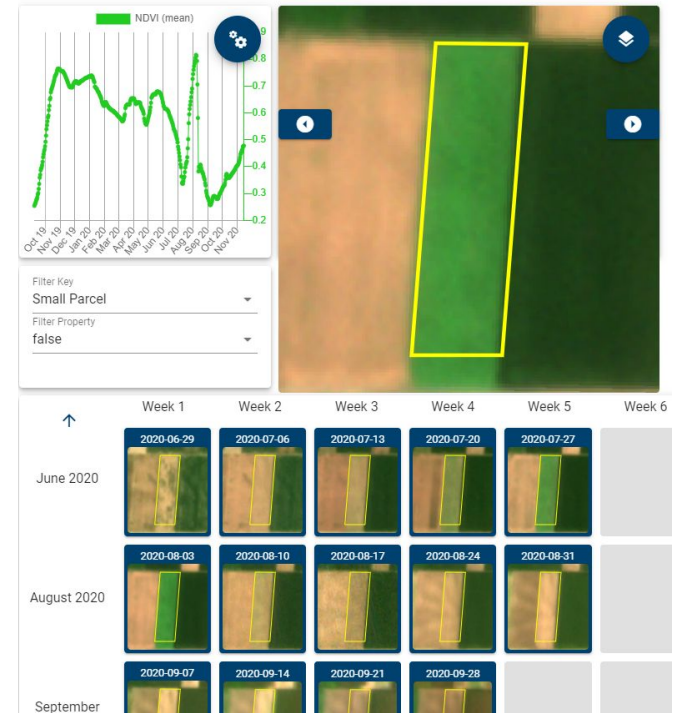 NDVI (mean)
9
0.8
0.7
0.6
0.5
0.4
0.3
0.2
Oct 19
Nov 19
Dec 19
Jan 20
Feb 20
Mar 20
Apr 20
May 20
Jun 20
Jul 20
Aug 20
Sep 20
Oct 20
Nov 20
Filter Key
Small Parcel
Filter Property
false
Week 1 Week 2 Week 3 Week 4 Week 5 Week 6
2020-06-29 2020-07-06 2020-07-13 2020-07-20 2020-07-27
June 2020
2020-08-03 2020-08-10 2020-08-17 2020-08-24 2020-08-31
August 2020
2020-09-07 2020-09-14 2020-09-21 2020-09-28
September